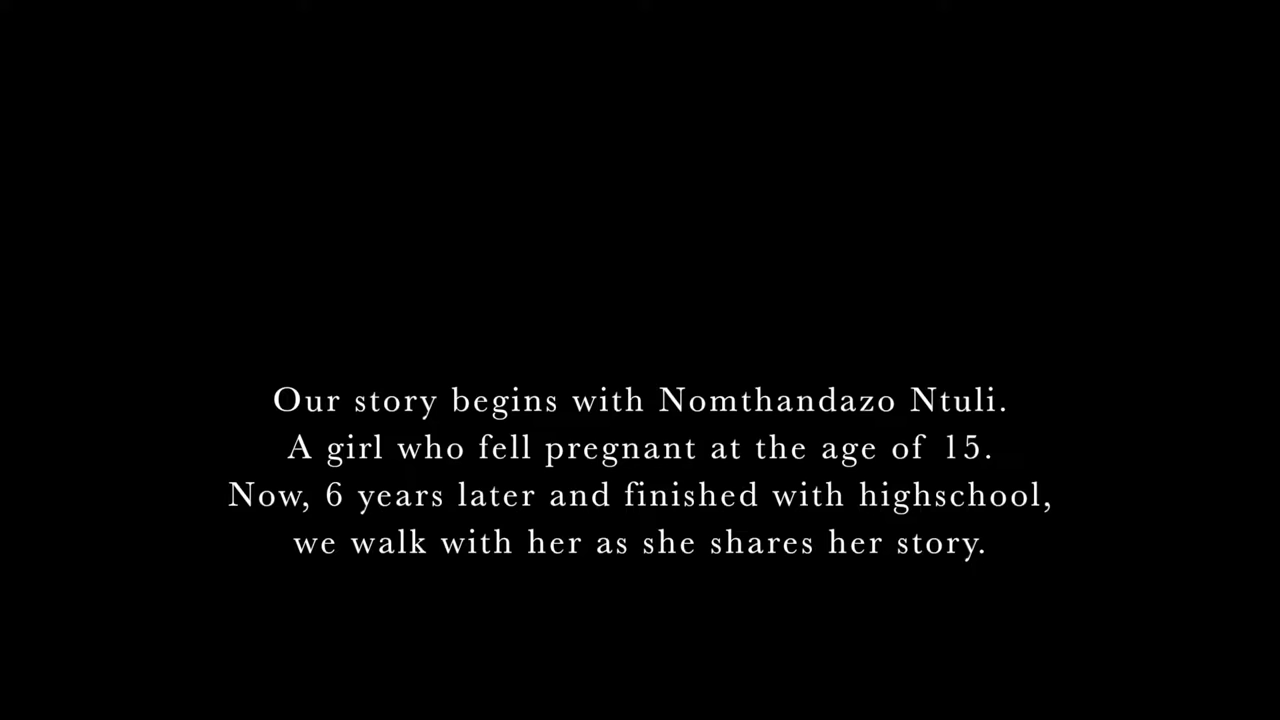 Our story begins with Nomthandazo Ntuli.
A girl who fell pregnant at the age of 15.
Now, 6 years later and finished with highschool,
we walk with her as she shares her story.